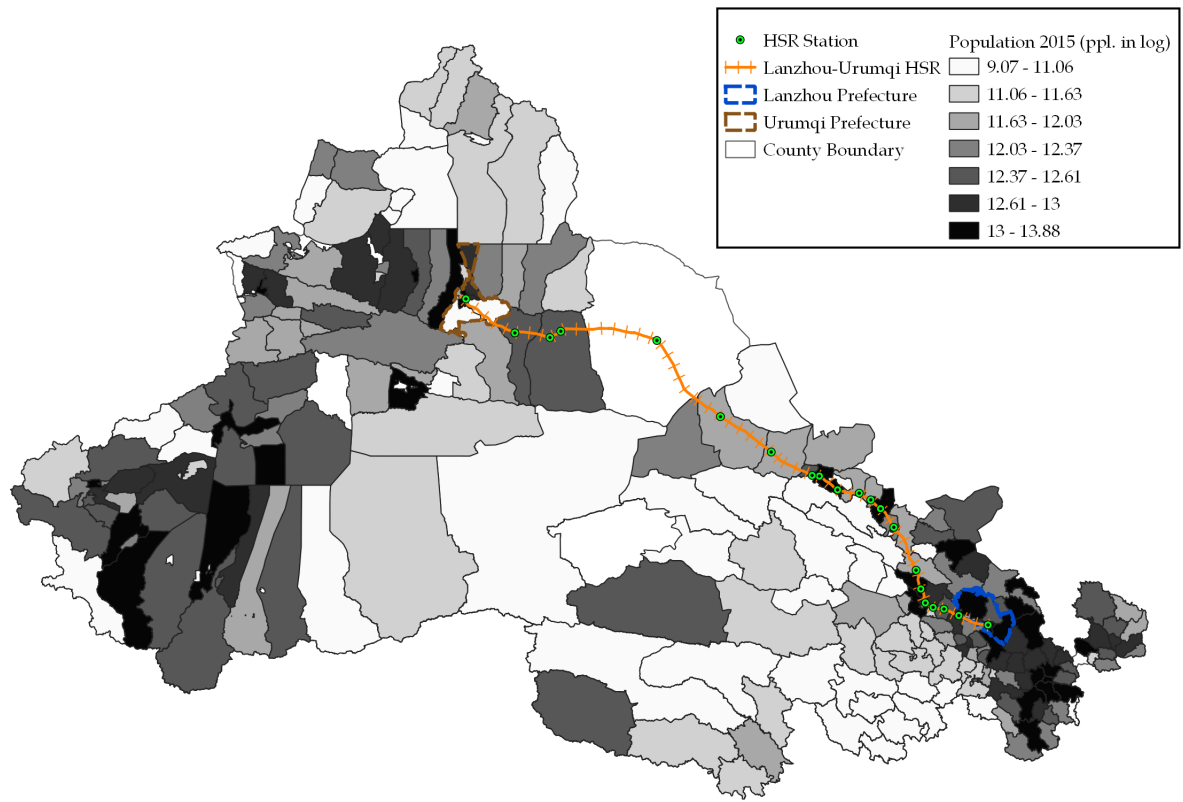 HSR Station
Lanzhou-Urumqi HSR
Lanzhou Prefecture
Urumqi Prefecture
County Boundary
Population 2015 (ppl. in log)
9.07 - 11.06
11.06 - 11.63
11.63 - 12.03
12.03 - 12.37
12.37 - 12.61
12.61 - 13
13 - 13.88